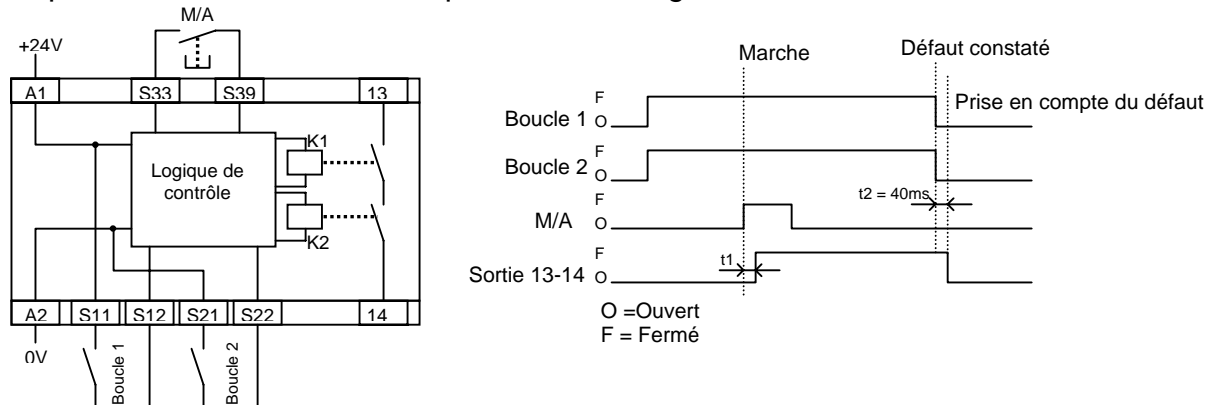 M/A
+24V
A1
S33
S39
13
Logique de
contrôle
K1
K2
A2
S11
S12
S21
S22
14
0V
Boucle 1
Boucle 2
Marche
Défaut constaté
Prise en compte du défaut
Boucle 1
F
O
Boucle 2
F
O
t2 = 40ms
M/A
F
O
Sortie 13-14
F
O
t1
O =Ouvert
F = Fermé